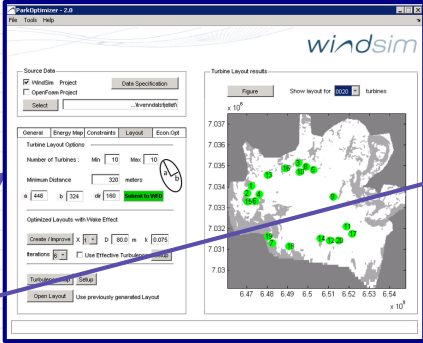 ParkOptimizer - 2.0
File Tools Help
windsim
Source Data
WindSim Project
Data Specification
OpenFoam Project
Select
General Energy Map Constraints Layout Econ.Opt
Turbine Layout Options
Number of Turbines: Min 10 Max
Minimum Distance 320 meters
a 448 b 324 dir 160 Submit to WFD
a
b
Optimized Layouts with Wake Effect
Create / Improve X 1 D 80.0 m k 0.075
Iterations Use Effective Turbulence
Setup
Open Layout Use previously generated Layout
Turbine Layout results
Figure Show layout for 0020 turbines
x 10
7.037
7.036
7.035
7.034
7.033
7.032
7.031
7.03
6.47 6.48 6.49 6.5 6.51 6.52 6.53 6.54
x 10